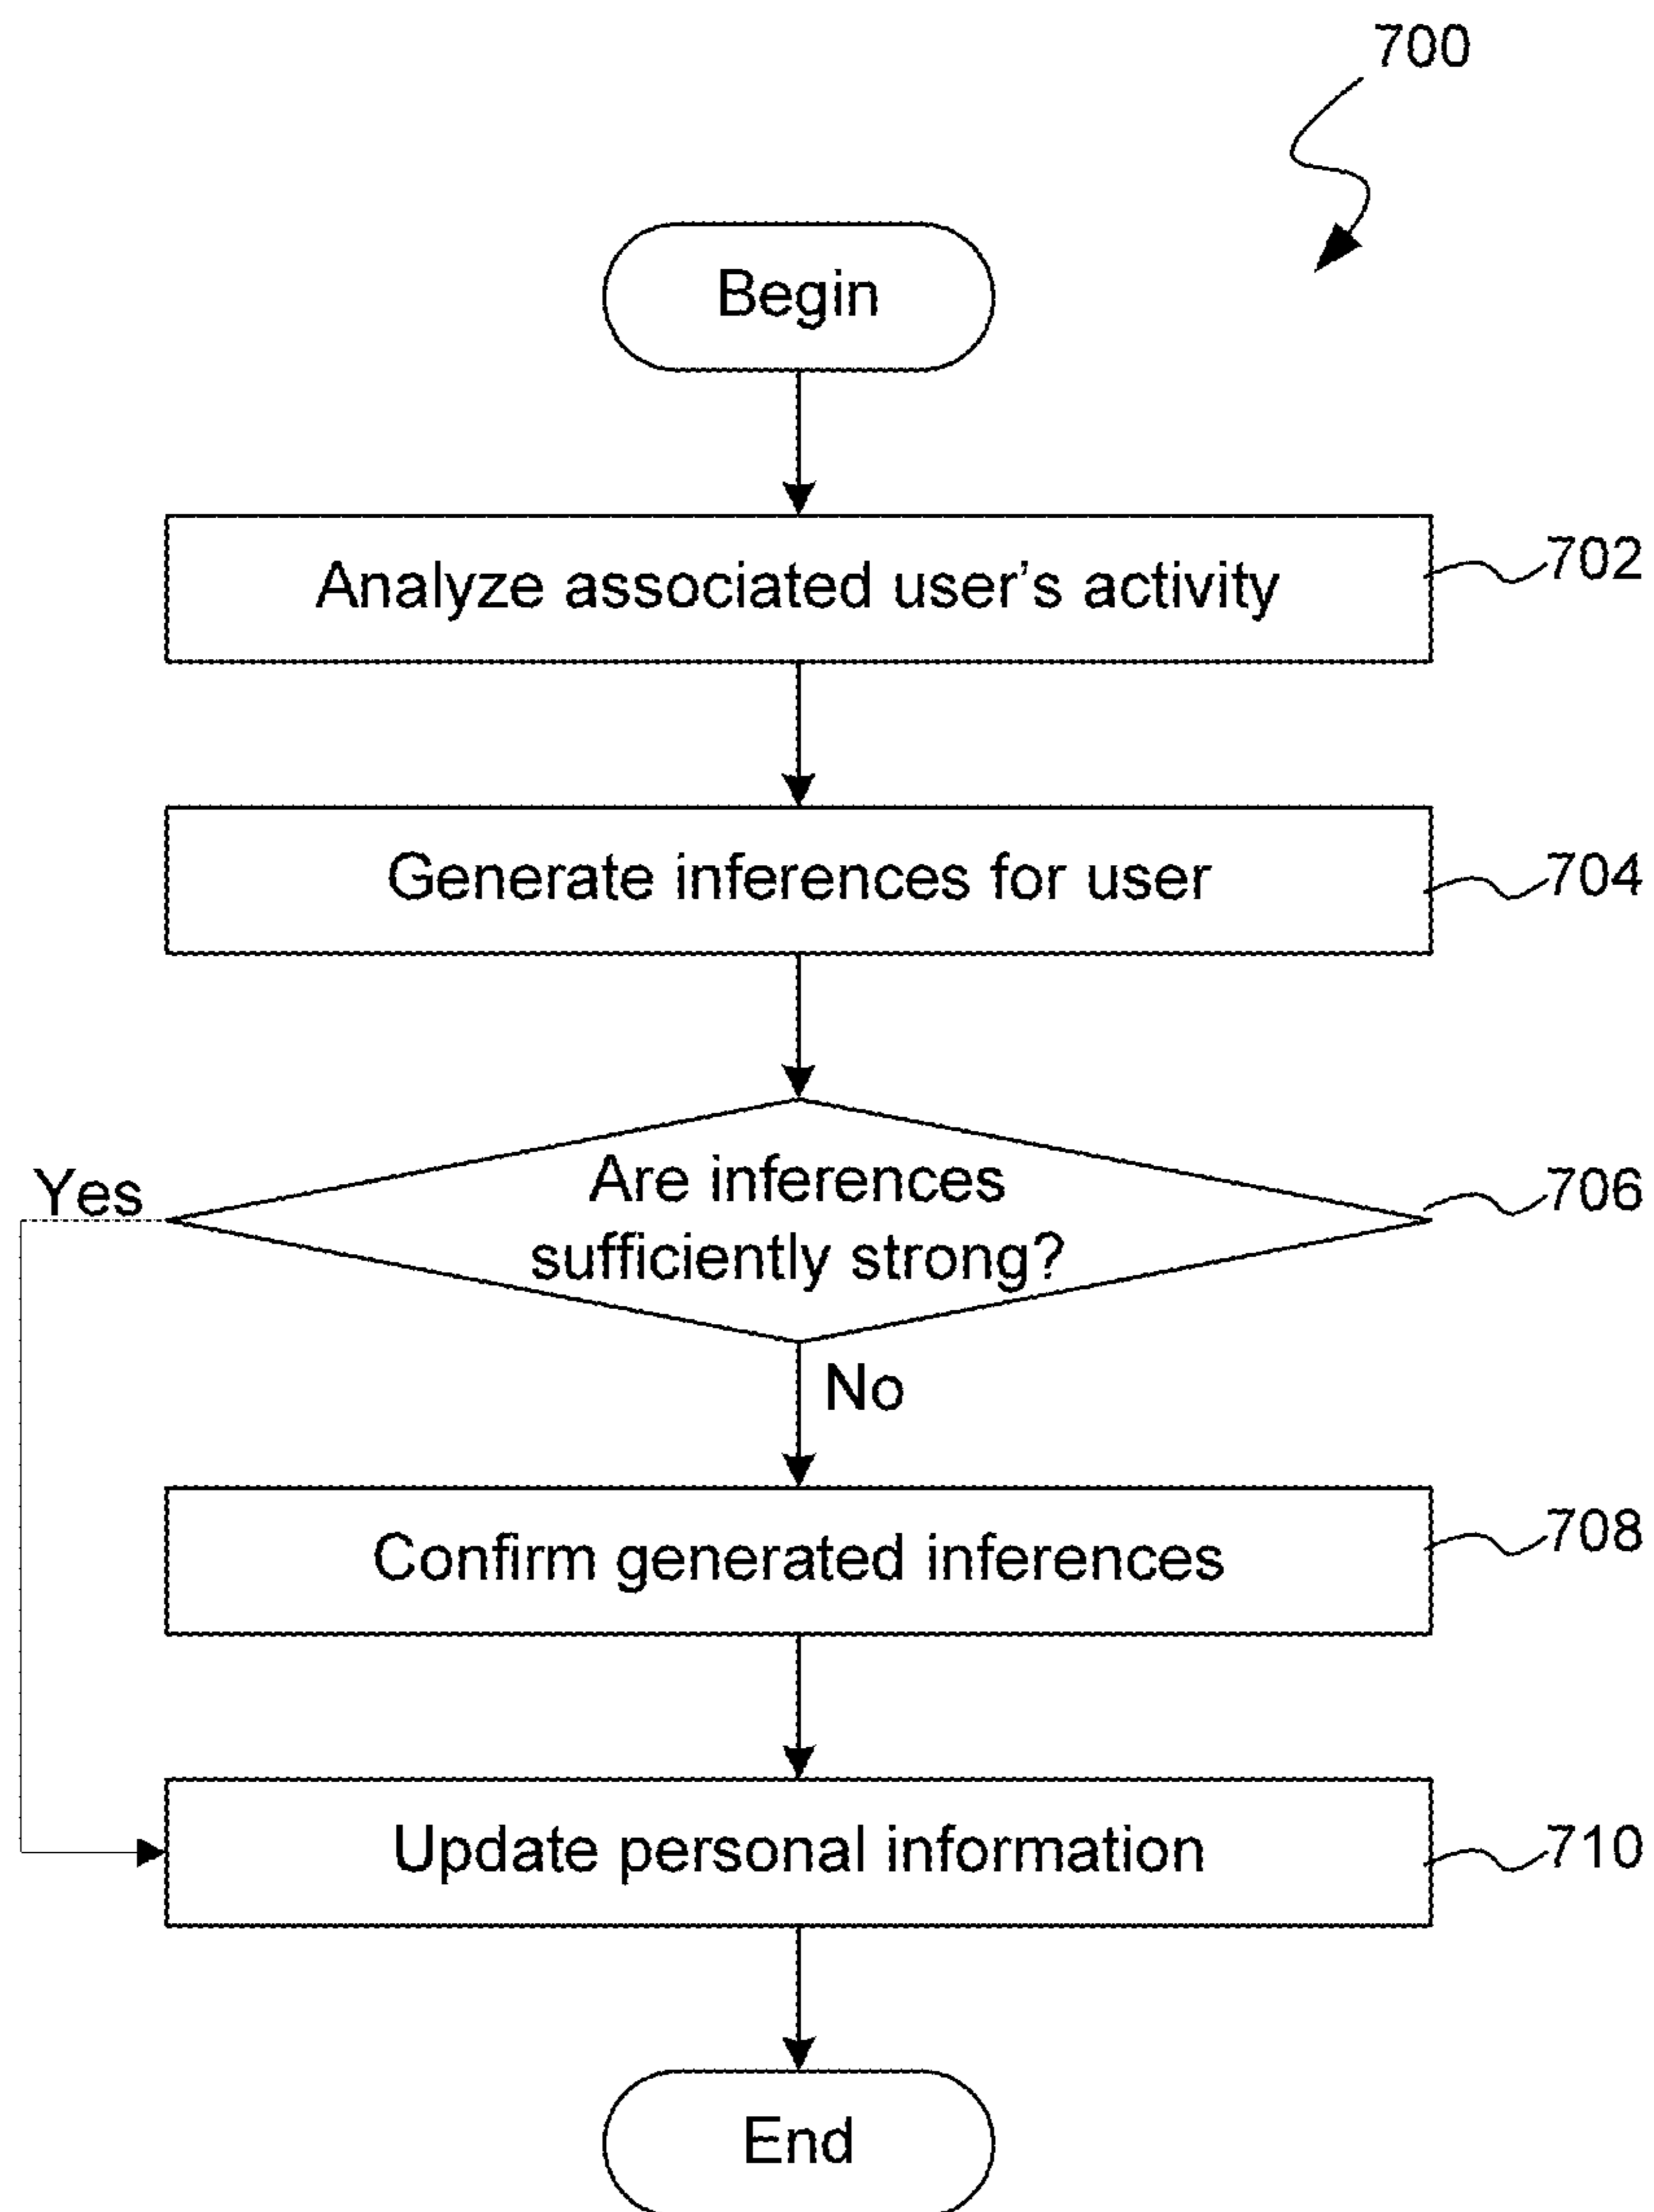 700
Begin
Analyze associated user's activity
702
Generate inferences for user
704
Are inferences
sufficiently strong?
706
Yes
No
Confirm generated inferences
708
Update personal information
710
End